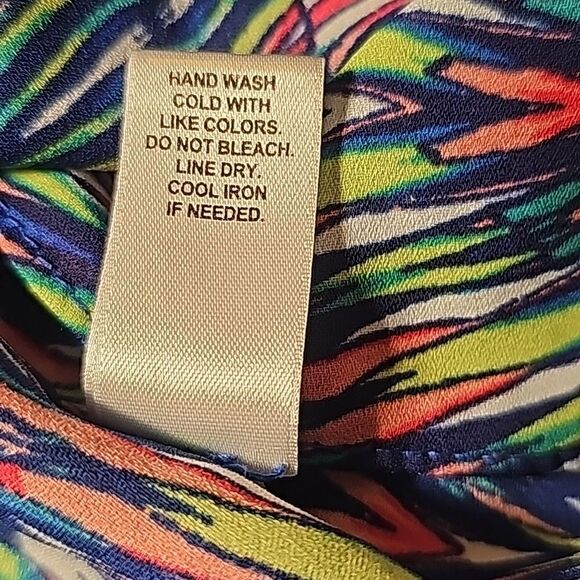 HAND WASH
COLD WITH
LIKE COLORS.
DO NOT BLEACH.
LINE DRY.
COOL IRON
IF NEEDED.